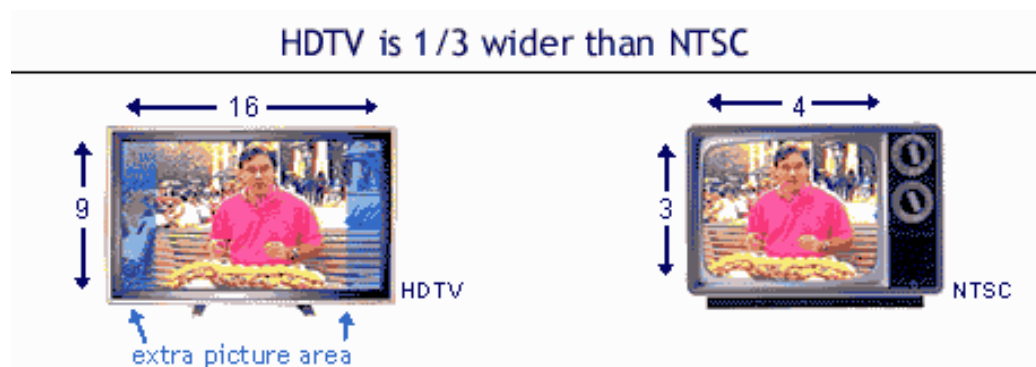 HDTV is 1/3 wider than NTSC
16
9
HDTV
extra picture area
4
3
NTSC